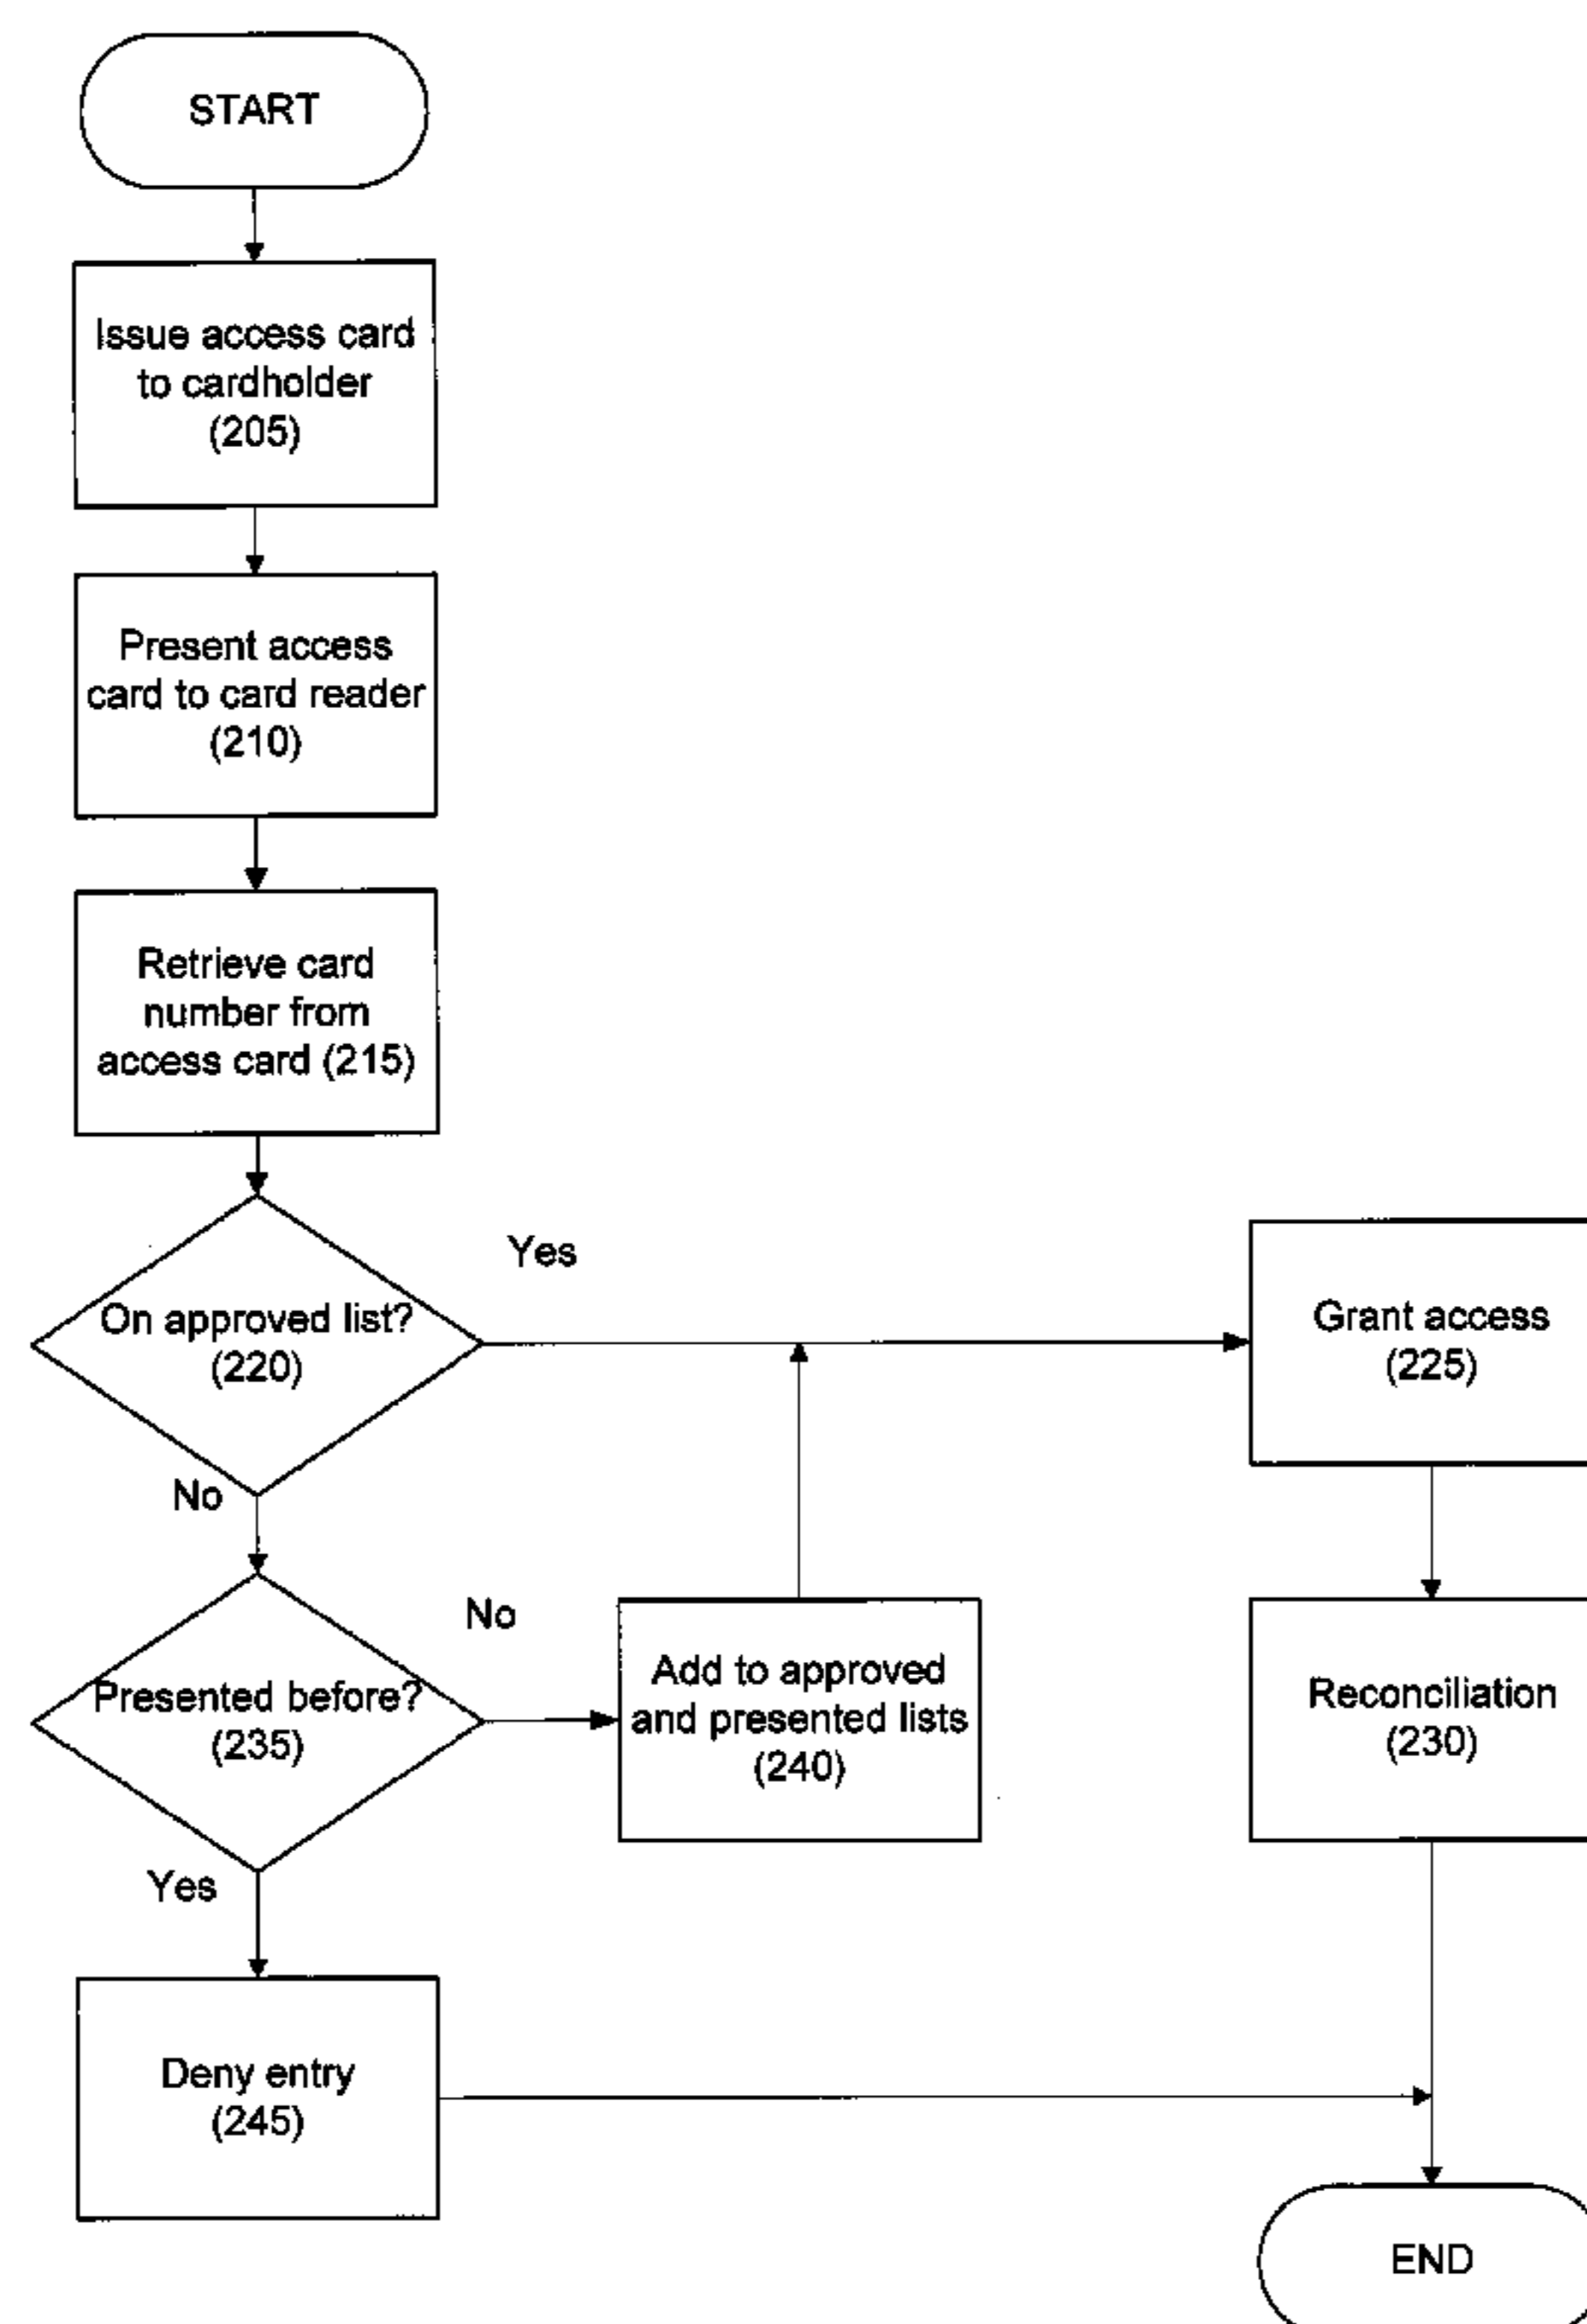 START
Issue access card
to cardholder
(205)
Present access
card to card reader
(210)
Retrieve card
number from
access card (215)
On approved list?
(220)
Yes
No
Grant access
(225)
Presented before?
(235)
No
Yes
Add to approved
and presented lists
(240)
Reconciliation
(230)
Deny entry
(245)
END